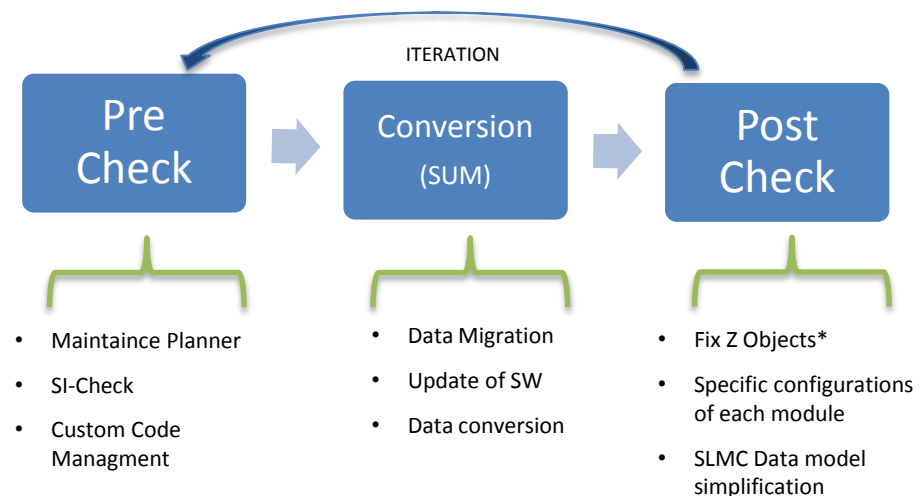 ITERATION
Pre
Check
Conversion
(SUM)
Post
Check
• Maintaince Planner
• SI-Check
• Custom Code
Managment
• Data Migration
• Update of SW
• Data conversion
• Fix Z Objects*
• Specific configurations
of each module
• SLMC Data model
simplification